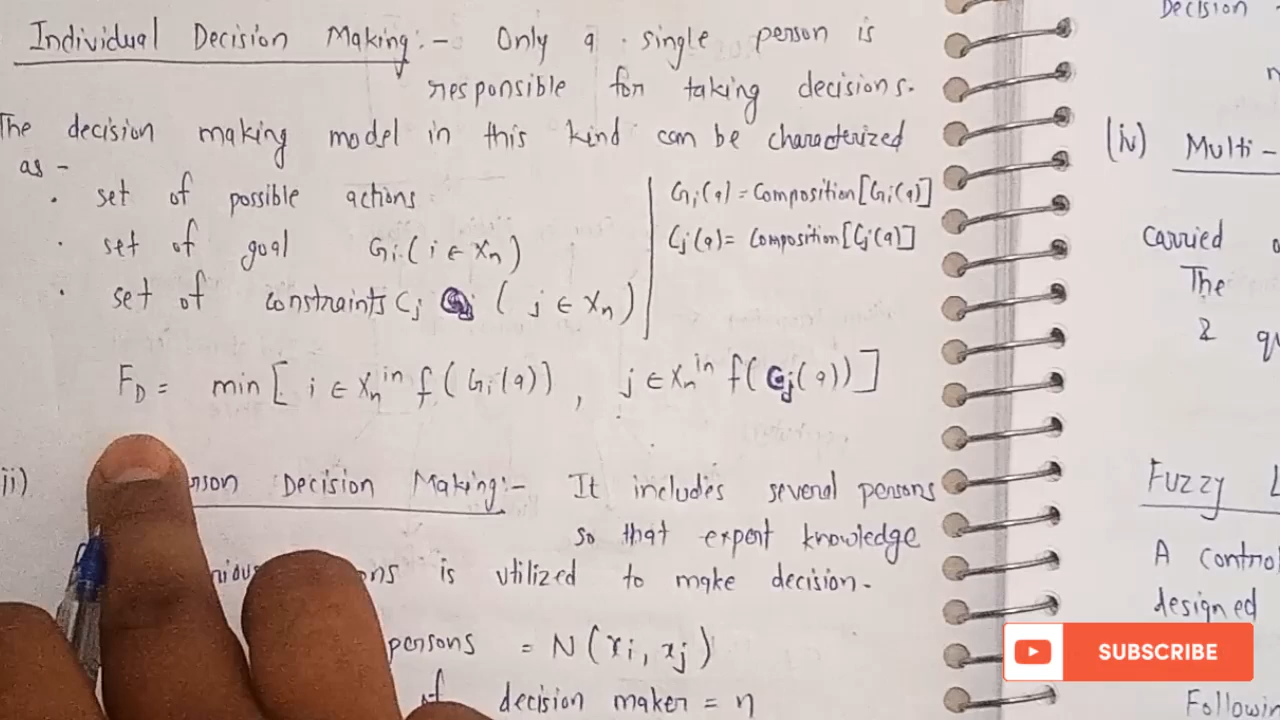 Individual Decision Making:- Only a single person is
responsible for taking decisions.
The decision making model in this kind can be characterized
as -
· set of possible actions
· set of goal Gi (i ∈ Xn)
· set of constraints Cj (j ∈ Xn)
Gi(a) = Composition[Gi(a)]
Cj(a) = Composition[Cj(a)]
FD = min[ i ∈ Xn in f(Gi(a)), j ∈ Xn in f(Cj(a))]
ii) Decision Making:- It includes several persons
so that expert knowledge
is utilized to make decision.
persons = N(xi, xj)
of decision maker = n
Decision
(iv) Multi-
Carried
The
&
Fuzzy L
A contro
designed
SUBSCRIBE
Followin